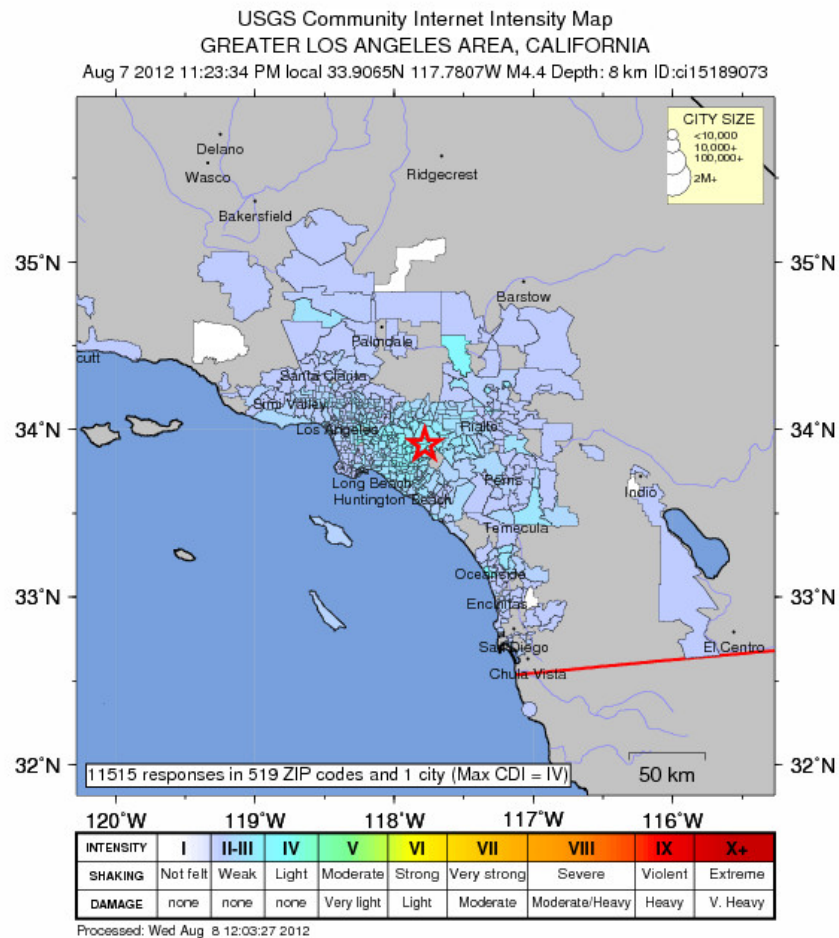 USGS Community Internet Intensity Map
GREATER LOS ANGELES AREA, CALIFORNIA
Aug 7 2012 11:23:34 PM local 33.9065N 117.7807W M4.4 Depth: 8 km ID:ci15189073
CITY SIZE
<10,000
10,000+
100,000+
2M+
Delano
Wasco
Ridgecrest
Bakersfield
35˚N
35˚N
Barstow
Palmdale
cutt
Santa Clarita
Simi Valley
34˚N
Los Angeles
Rialto
34˚N
Long Beach
Perris
Indio
Huntington Beach
Temecula
Oceanside
33˚N
Encinitas
33˚N
San Diego
El Centro
Chula Vista
32˚N
11515 responses in 519 ZIP codes and 1 city (Max CDI = IV)
50 km
32˚N
120˚W 119˚W 118˚W 117˚W 116˚W
INTENSITY I II-III IV V VI VII VIII IX X+
SHAKING Not felt Weak Light Moderate Strong Very strong Severe Violent Extreme
DAMAGE none none none Very light Light Moderate Moderate/Heavy Heavy V. Heavy
Processed: Wed Aug 8 12:03:27 2012